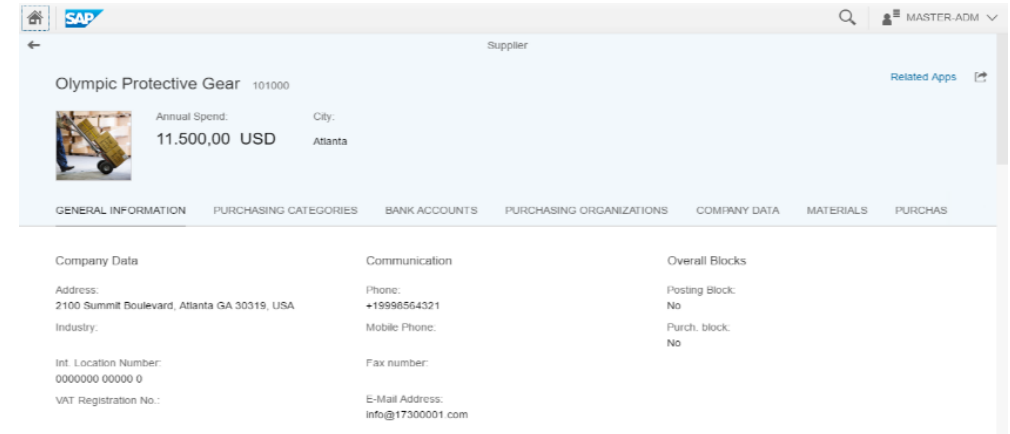 SAP
MASTER-ADM
Supplier
Olympic Protective Gear 101000
Related Apps
Annual Spend: City:
11.500,00 USD Atlanta
GENERAL INFORMATION PURCHASING CATEGORIES BANK ACCOUNTS PURCHASING ORGANIZATIONS COMPANY DATA MATERIALS PURCHAS
Company Data Communication Overall Blocks
Address: Phone: Posting Block:
2100 Summit Boulevard, Atlanta GA 30319, USA +19998564321 No
Industry: Mobile Phone: Purch. block:
No
Int. Location Number: Fax number:
0000000 00000 0
VAT Registration No.: E-Mail Address:
info@17300001.com